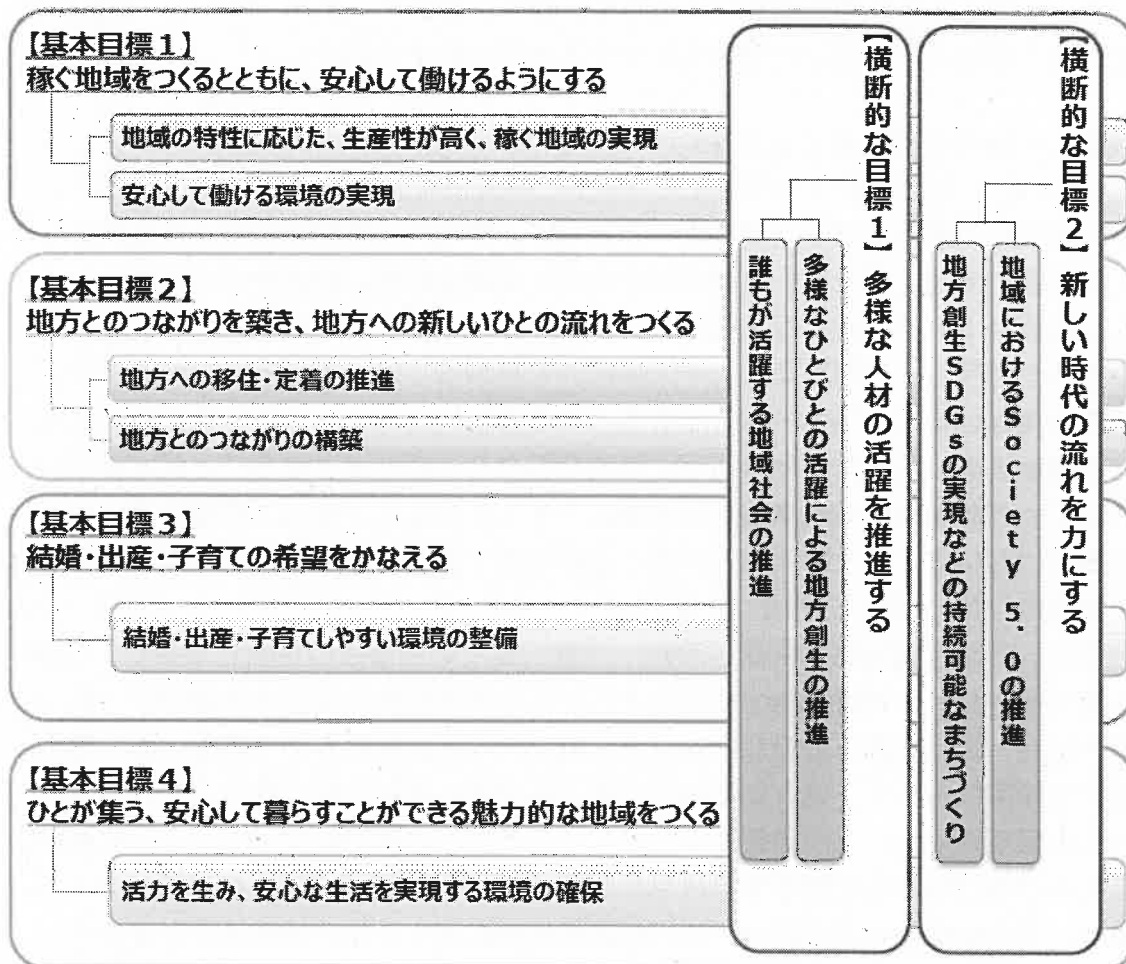 【基本目標1】
稼ぐ地域をつくるとともに、安心して働けるようにする
地域の特性に応じた、生産性が高く、稼ぐ地域の実現
安心して働ける環境の実現
【基本目標2】
地方とのつながりを築き、地方への新しいひとの流れをつくる
地方への移住・定着の推進
地方とのつながりの構築
【基本目標3】
結婚・出産・子育ての希望をかなえる
結婚・出産・子育てしやすい環境の整備
【基本目標4】
ひとが集う、安心して暮らすことができる魅力的な地域をつくる
活力を生み、安心な生活を実現する環境の確保
【横断的な目標1】多様な人材の活躍を推進する
多様なひとびとの活躍による地方創生の推進
誰もが活躍する地域社会の推進
【横断的な目標2】新しい時代の流れを力にする
地域におけるSociety 5.0の推進
地方創生SDGsの実現などの持続可能なまちづくり